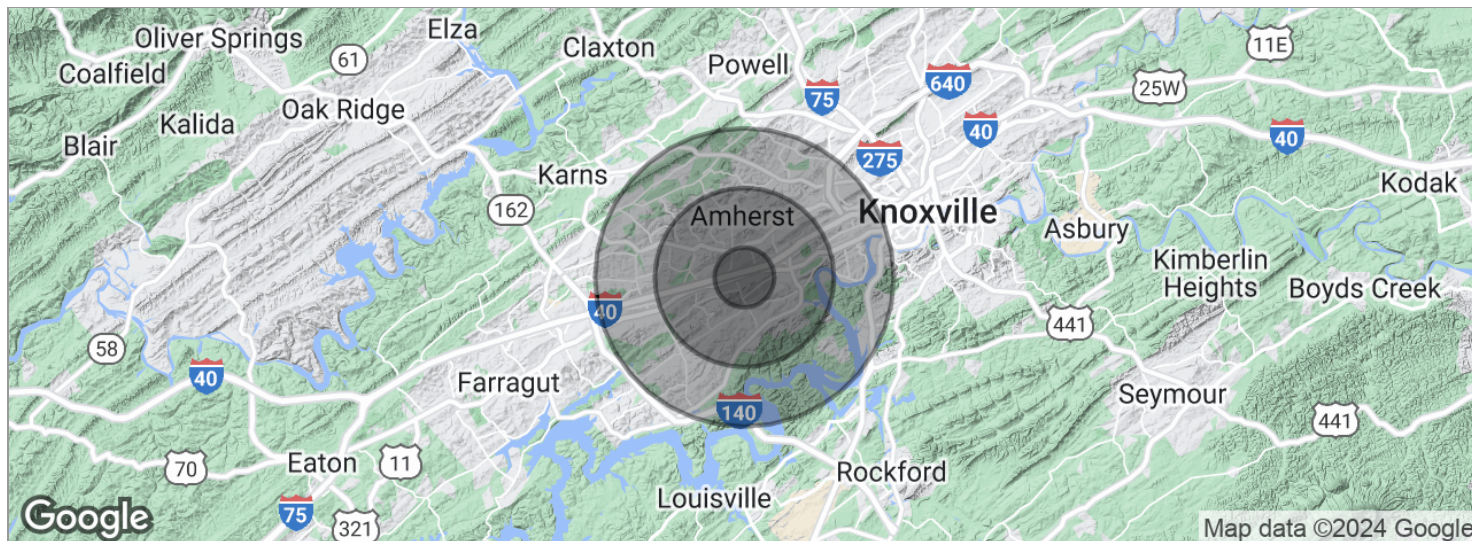 Oliver Springs
Elza
Claxton
Powell
11E
Coalfield
61
75
640
25W
Oak Ridge
Kalida
40
40
Blair
275
Karns
Kodak
162
Amherst
Knoxville
Asbury
Kimberlin
Heights
Boyds Creek
40
441
58
40
Farragut
Seymour
140
441
70
Eaton
11
Rockford
Louisville
Google
75
321
Map data ©2024 Google